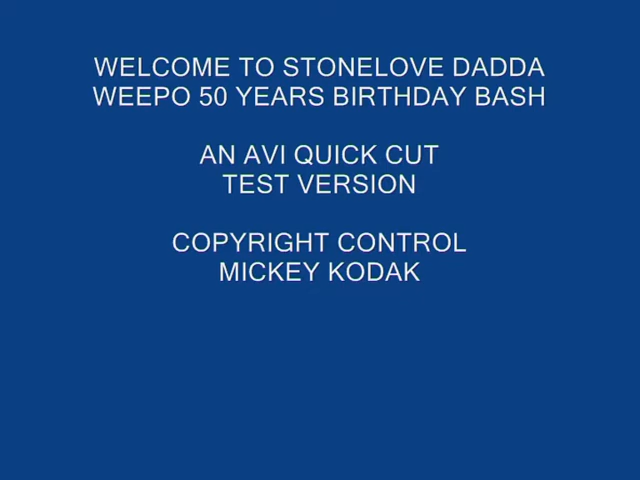 WELCOME TO STONELOVE DADDA
WEEPO 50 YEARS BIRTHDAY BASH
AN AVI QUICK CUT
TEST VERSION
COPYRIGHT CONTROL
MICKEY KODAK